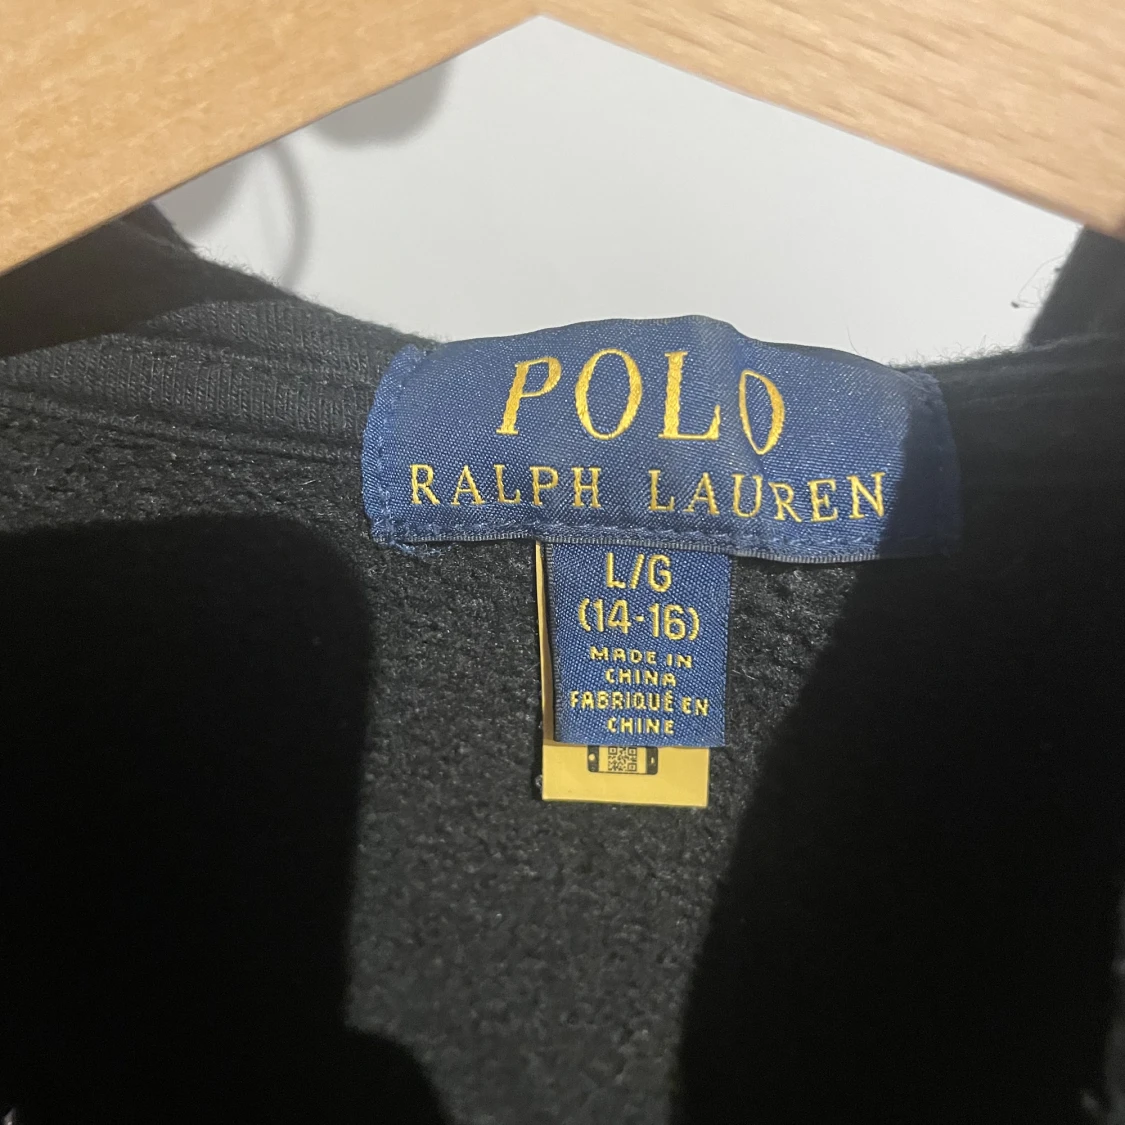 POLO
RALPH LAUREN
L/G
(14-16)
MADE IN
CHINA
FABRIQUÉ EN
CHINE